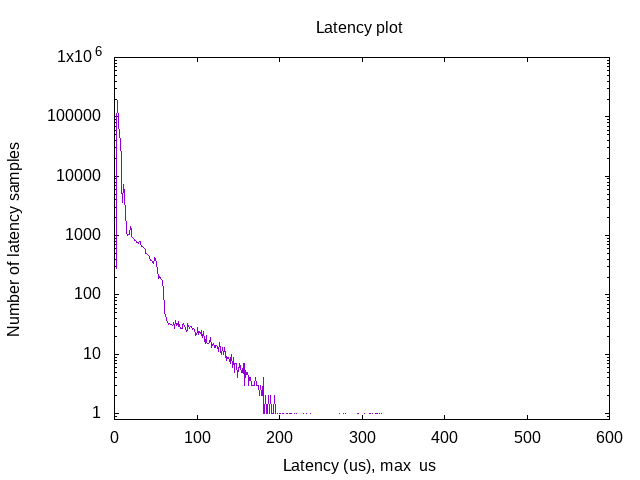 Latency plot
1x10^6
100000
10000
1000
100
10
1
Number of latency samples
0 100 200 300 400 500 600
Latency (us), max  us